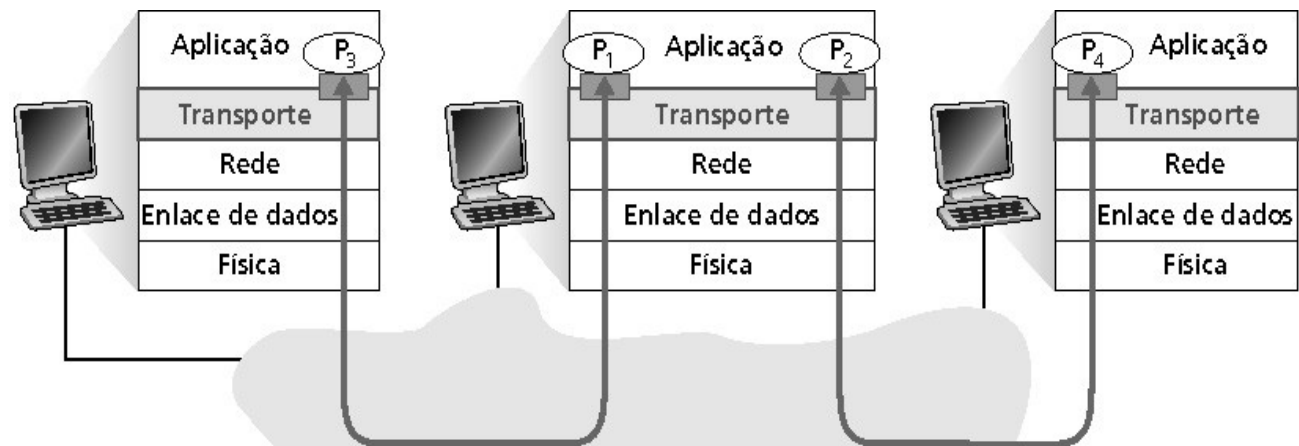 Aplicação P3
Transporte
Rede
Enlace de dados
Física
P1 Aplicação P2
Transporte
Rede
Enlace de dados
Física
P4 Aplicação
Transporte
Rede
Enlace de dados
Física